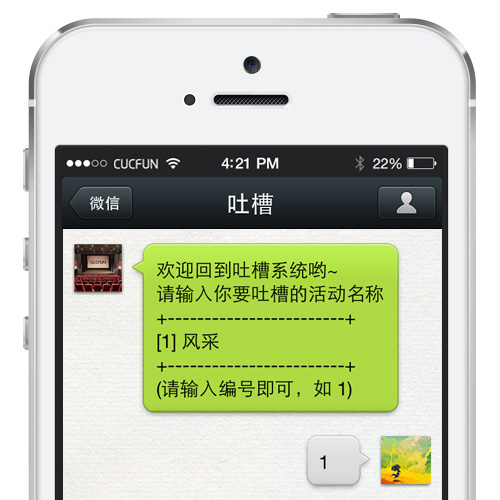 CUCFUN 4:21 PM 22%
微信 吐槽
CUCFUN
欢迎回到吐槽系统哟~
请输入你要吐槽的活动名称
+------------------------+
[1] 风采
+------------------------+
(请输入编号即可，如 1)
1